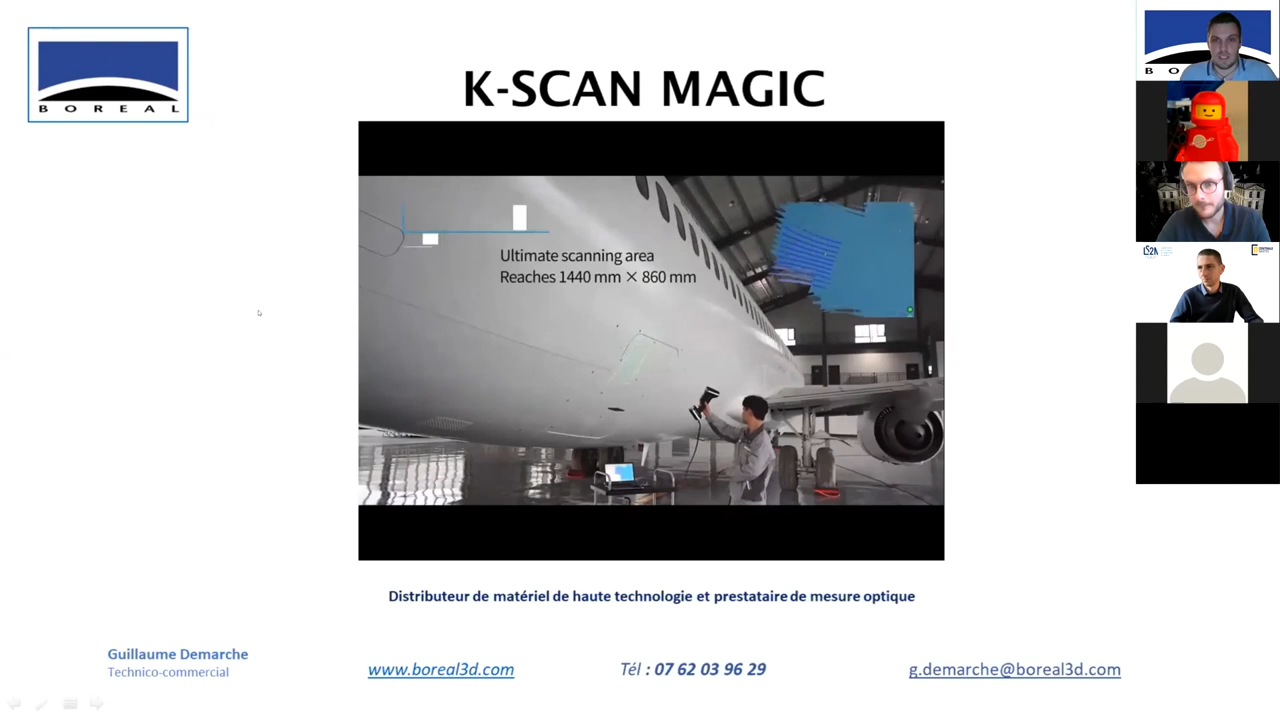 BOREAL
K-SCAN MAGIC
Ultimate scanning area
Reaches 1440 mm × 860 mm
Distributeur de matériel de haute technologie et prestataire de mesure optique
Guillaume Demarche
Technico-commercial
www.boreal3d.com
Tél : 07 62 03 96 29
g.demarche@boreal3d.com
B O
LS2N